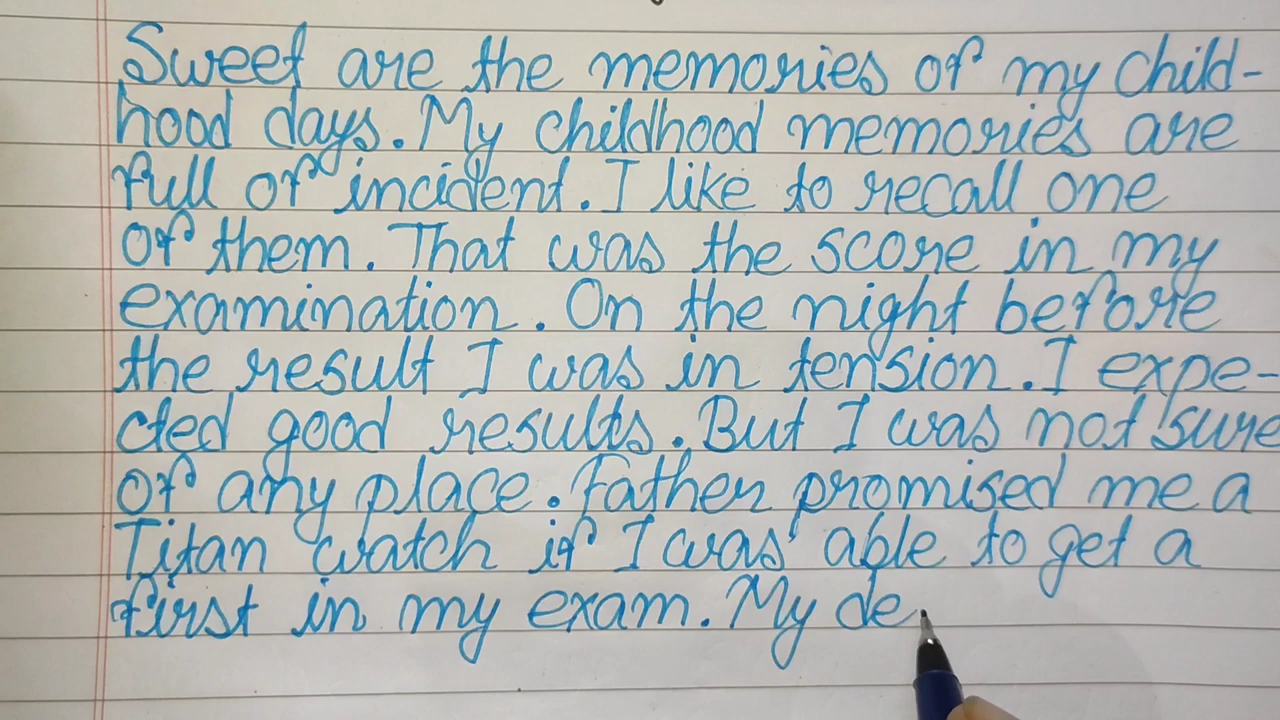 Sweet are the memories of my child-
hood days. My childhood memories are
full of incident. I like to recall one
of them. That was the score in my
examination. On the night before
the result I was in tension. I expe-
cted good results. But I was not sure
of any place. Father promised me a
Titan watch if I was able to get a
first in my exam. My de